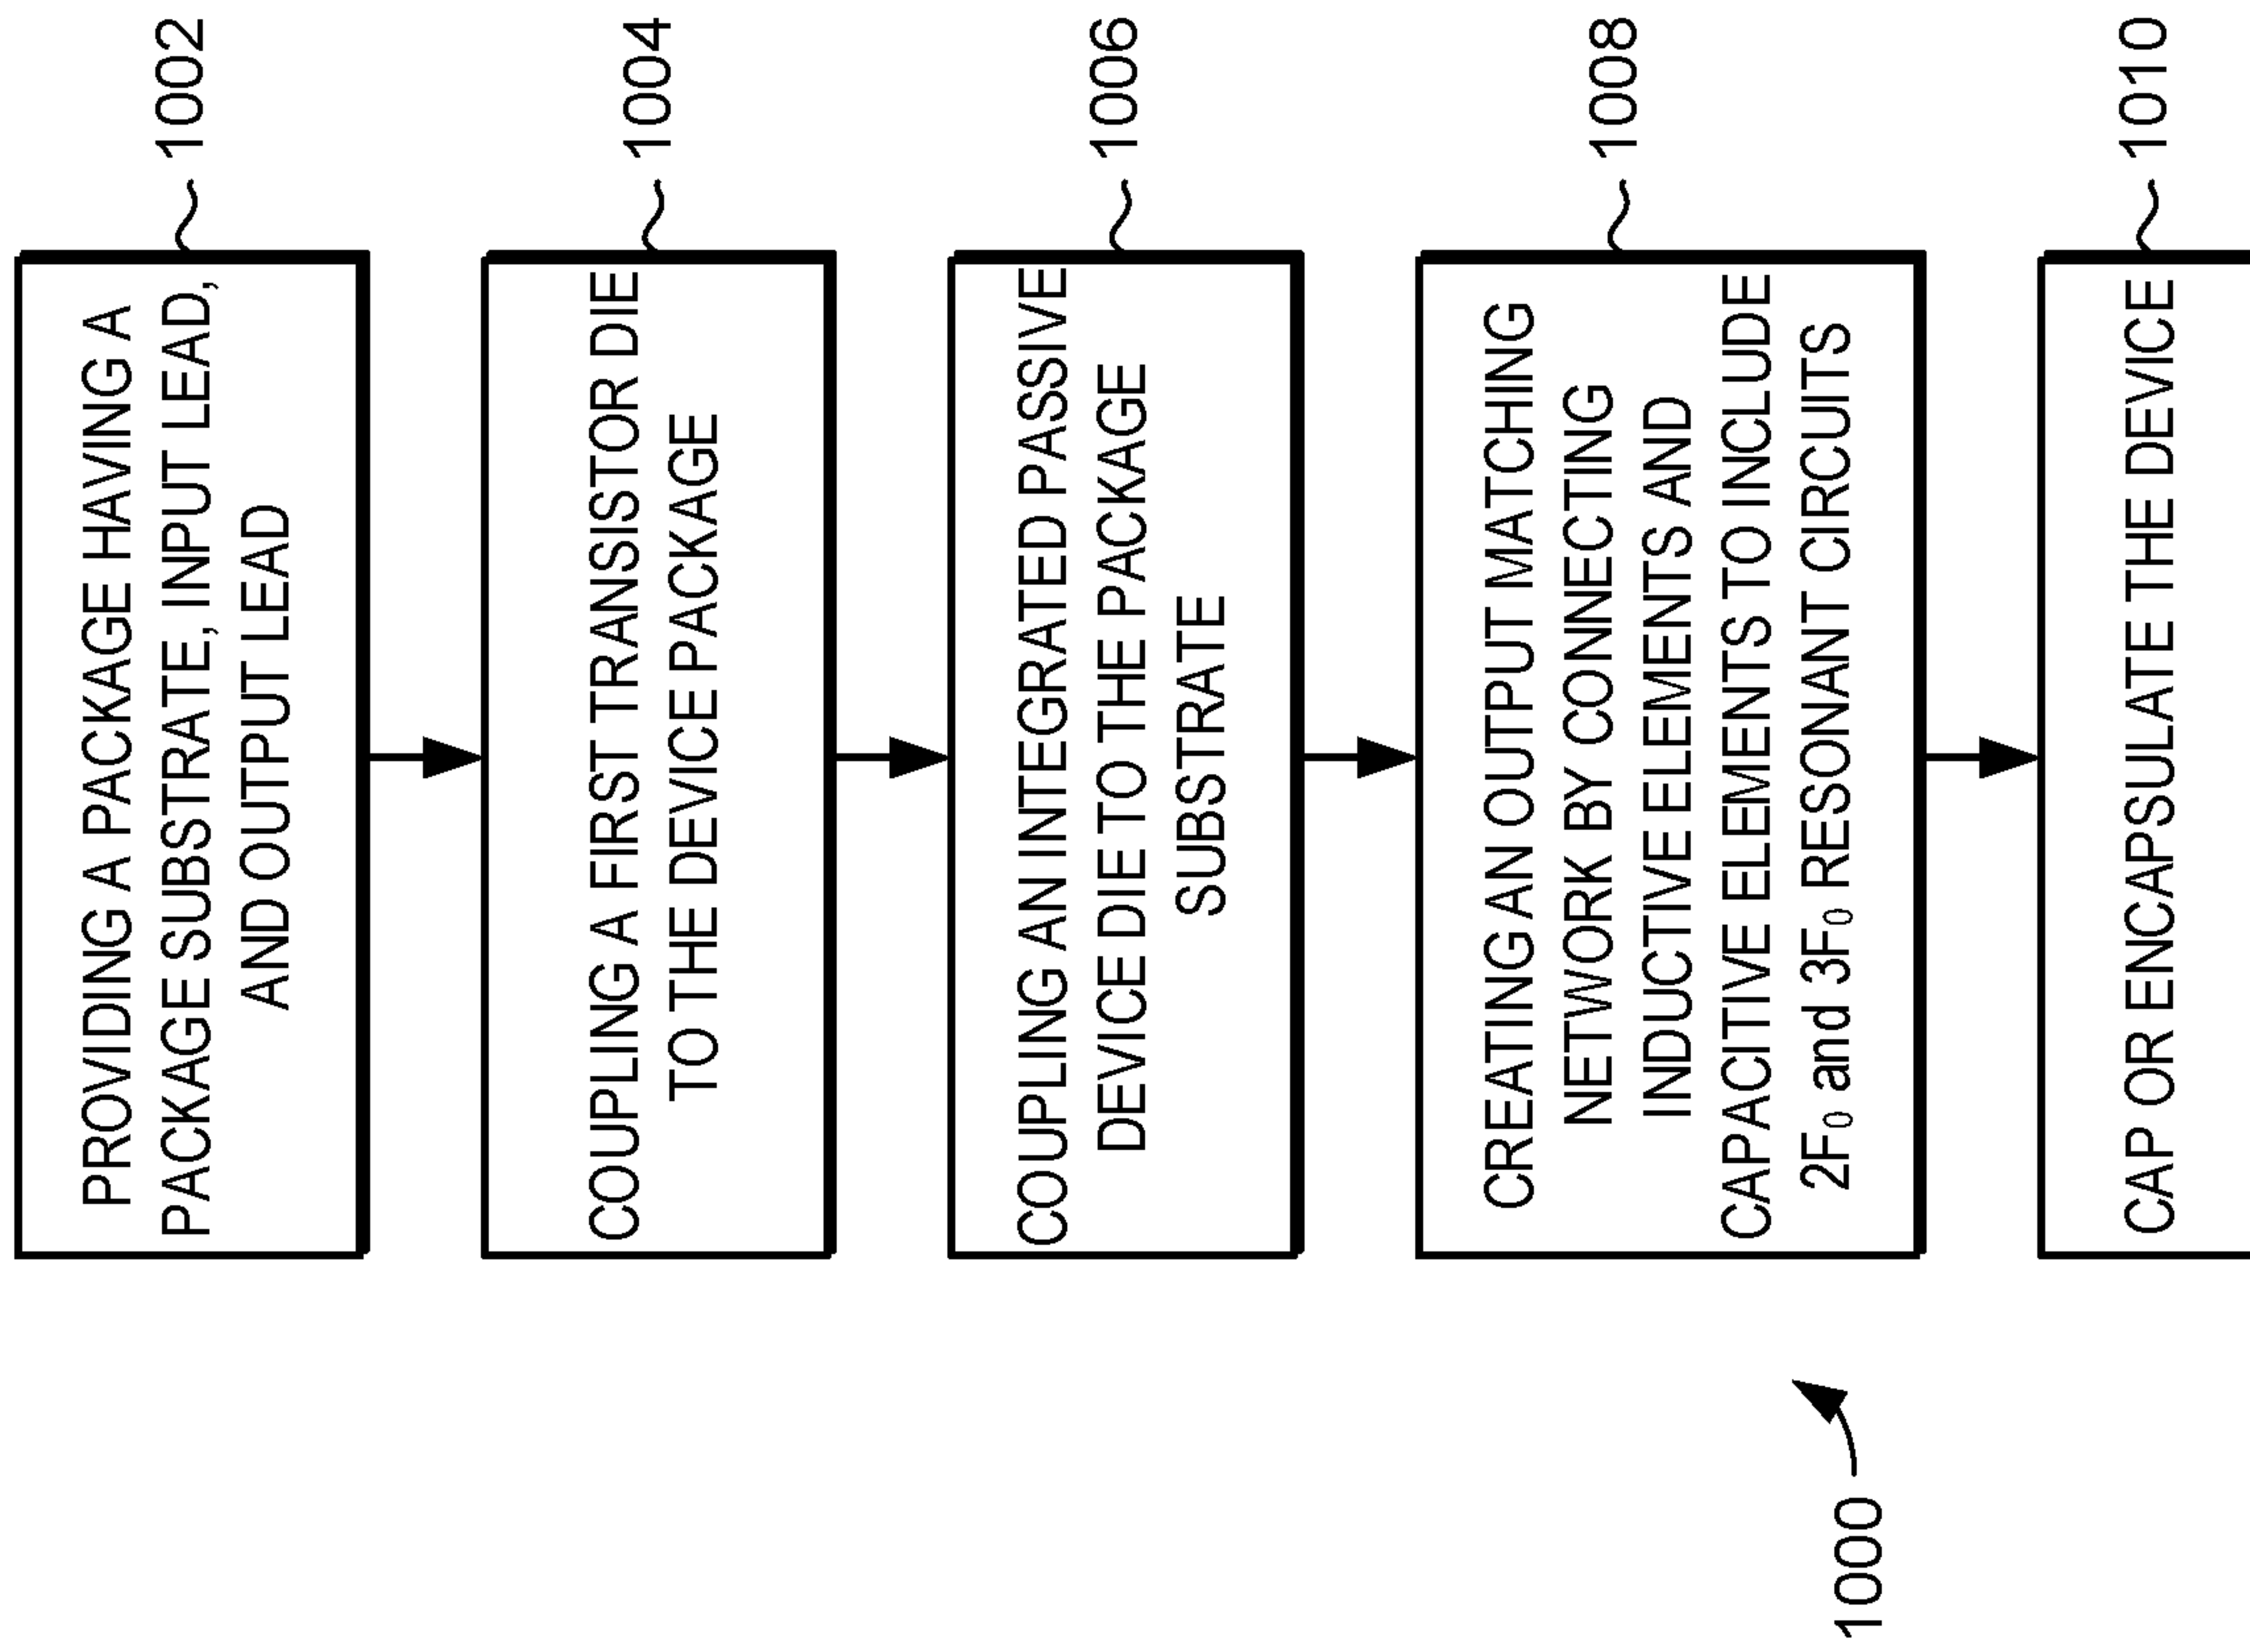 PROVIDING A PACKAGE HAVING A
PACKAGE SUBSTRATE, INPUT LEAD,
AND OUTPUT LEAD
1002
COUPLING A FIRST TRANSISTOR DIE
TO THE DEVICE PACKAGE
1004
COUPLING AN INTEGRATED PASSIVE
DEVICE DIE TO THE PACKAGE
SUBSTRATE
1006
CREATING AN OUTPUT MATCHING
NETWORK BY CONNECTING
INDUCTIVE ELEMENTS AND
CAPACITIVE ELEMENTS TO INCLUDE
2F₀ and 3F₀ RESONANT CIRCUITS
1008
CAP OR ENCAPSULATE THE DEVICE
1010
1000